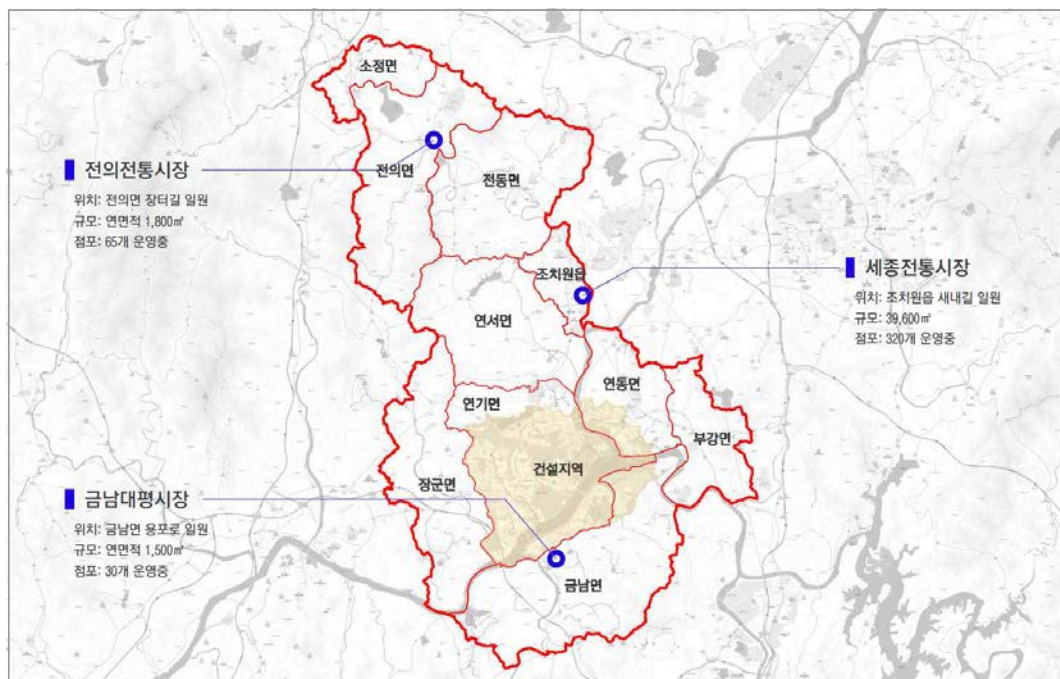 소정면
전의전통시장
위치: 전의면 장터길 일원
규모: 연면적 1,800㎡
점포: 65개 운영중
전의면
전동면
조치원읍
세종전통시장
위치: 조치원읍 새내길 일원
규모: 39,600㎡
점포: 320개 운영중
연서면
연동면
연기면
부강면
건설지역
장군면
금남대평시장
위치: 금남면 용포로 일원
규모: 연면적 1,500㎡
점포: 30개 운영중
금남면